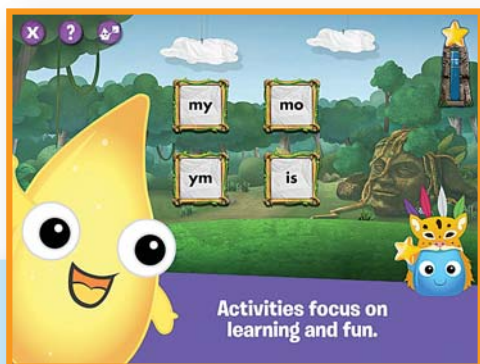 X ?
my mo
ym is
Activities focus on
learning and fun.